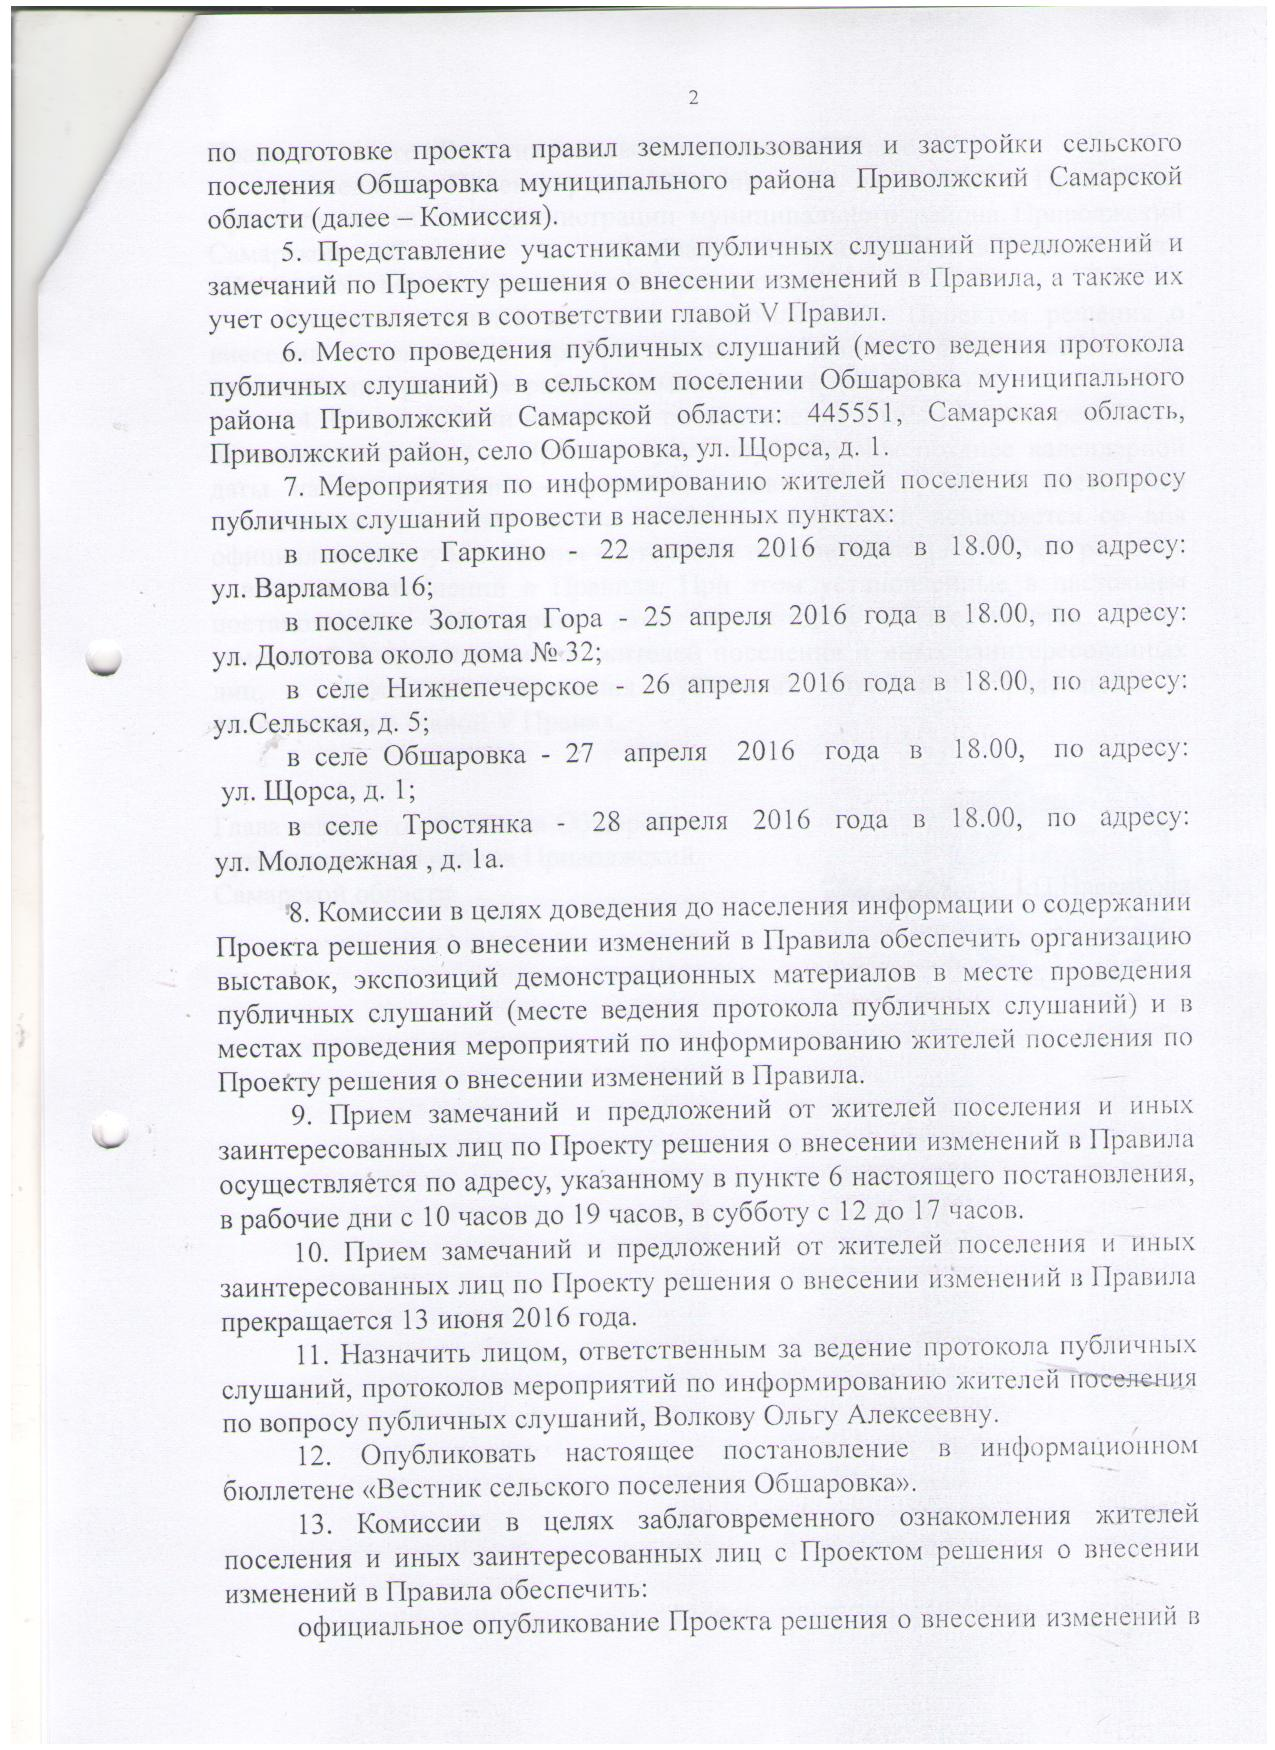 2
по подготовке проекта правил землепользования и застройки сельского
поселения Обшаровка муниципального района Приволжский Самарской
области (далее – Комиссия).
5. Представление участниками публичных слушаний предложений и
замечаний по Проекту решения о внесении изменений в Правила, а также их
учет осуществляется в соответствии главой V Правил.
6. Место проведения публичных слушаний (место ведения протокола
публичных слушаний) в сельском поселении Обшаровка муниципального
района Приволжский Самарской области: 445551, Самарская область,
Приволжский район, село Обшаровка, ул. Щорса, д. 1.
7. Мероприятия по информированию жителей поселения по вопросу
публичных слушаний провести в населенных пунктах:
в поселке Гаркино - 22 апреля 2016 года в 18.00, по адресу:
ул. Варламова 16;
в поселке Золотая Гора - 25 апреля 2016 года в 18.00, по адресу:
ул. Долотова около дома № 32;
в селе Нижнепечерское - 26 апреля 2016 года в 18.00, по адресу:
ул.Сельская, д. 5;
в селе Обшаровка - 27 апреля 2016 года в 18.00, по адресу:
ул. Щорса, д. 1;
в селе Тростянка - 28 апреля 2016 года в 18.00, по адресу:
ул. Молодежная , д. 1а.
8. Комиссии в целях доведения до населения информации о содержании
Проекта решения о внесении изменений в Правила обеспечить организацию
выставок, экспозиций демонстрационных материалов в месте проведения
публичных слушаний (месте ведения протокола публичных слушаний) и в
местах проведения мероприятий по информированию жителей поселения по
Проекту решения о внесении изменений в Правила.
9. Прием замечаний и предложений от жителей поселения и иных
заинтересованных лиц по Проекту решения о внесении изменений в Правила
осуществляется по адресу, указанному в пункте 6 настоящего постановления,
в рабочие дни с 10 часов до 19 часов, в субботу с 12 до 17 часов.
10. Прием замечаний и предложений от жителей поселения и иных
заинтересованных лиц по Проекту решения о внесении изменений в Правила
прекращается 13 июня 2016 года.
11. Назначить лицом, ответственным за ведение протокола публичных
слушаний, протоколов мероприятий по информированию жителей поселения
по вопросу публичных слушаний, Волкову Ольгу Алексеевну.
12. Опубликовать настоящее постановление в информационном
бюллетене «Вестник сельского поселения Обшаровка».
13. Комиссии в целях заблаговременного ознакомления жителей
поселения и иных заинтересованных лиц с Проектом решения о внесении
изменений в Правила обеспечить:
официальное опубликование Проекта решения о внесении изменений в